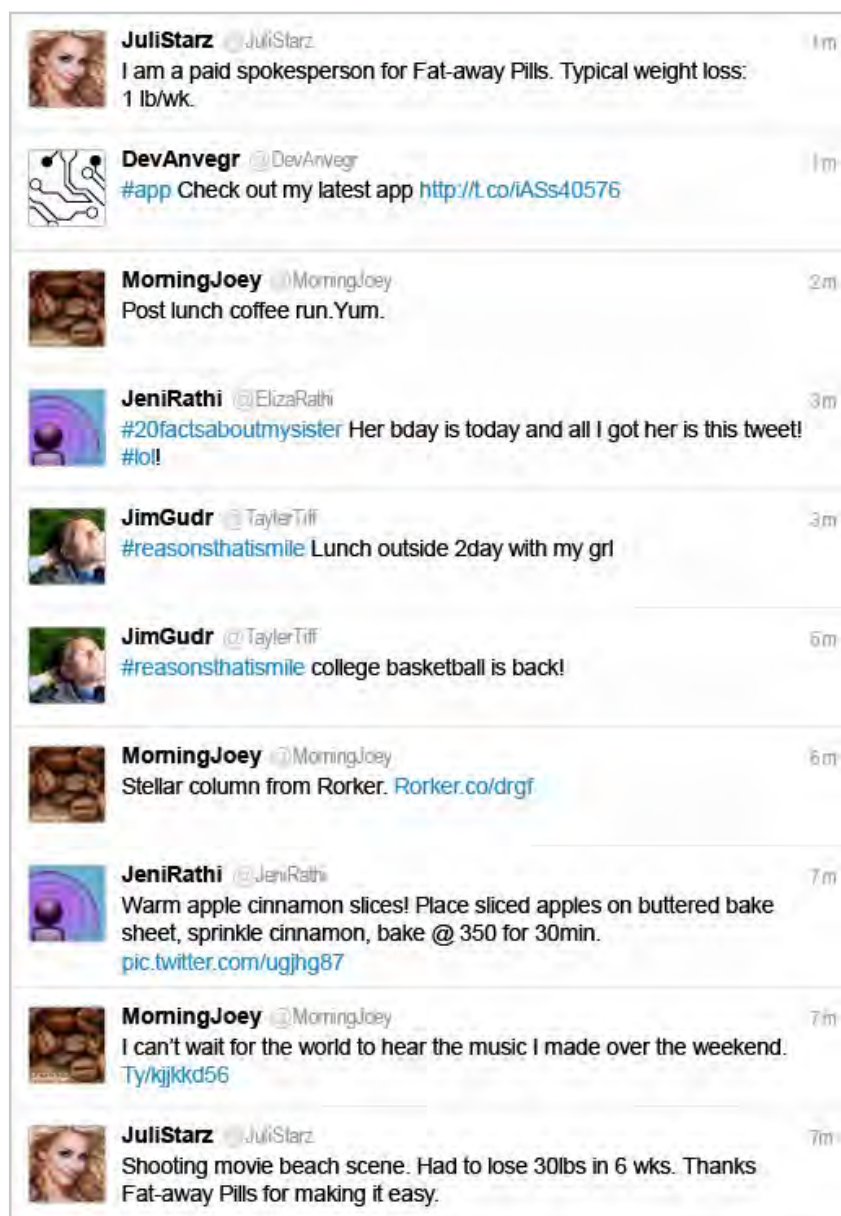 JuliStarz @JuliStarz 1m
I am a paid spokesperson for Fat-away Pills. Typical weight loss:
1 lb/wk.
DevAnvegr @DevAnvegr 1m
#app Check out my latest app http://t.co/iASs40576
MorningJoey @MorningJoey 2m
Post lunch coffee run.Yum.
JeniRathi @ElizaRathi 3m
#20factsaboutmysister Her bday is today and all I got her is this tweet!
#lol!
JimGudr @TaylerTiff 3m
#reasonsthatismile Lunch outside 2day with my grl
JimGudr @TaylerTiff 6m
#reasonsthatismile college basketball is back!
MorningJoey @MorningJoey 6m
Stellar column from Rorker. Rorker.co/drgf
JeniRathi @JeniRathi 7m
Warm apple cinnamon slices! Place sliced apples on buttered bake
sheet, sprinkle cinnamon, bake @ 350 for 30min.
pic.twitter.com/ugjhg87
MorningJoey @MorningJoey 7m
I can't wait for the world to hear the music I made over the weekend.
Ty/kjjkkd56
JuliStarz @JuliStarz 7m
Shooting movie beach scene. Had to lose 30lbs in 6 wks. Thanks
Fat-away Pills for making it easy.